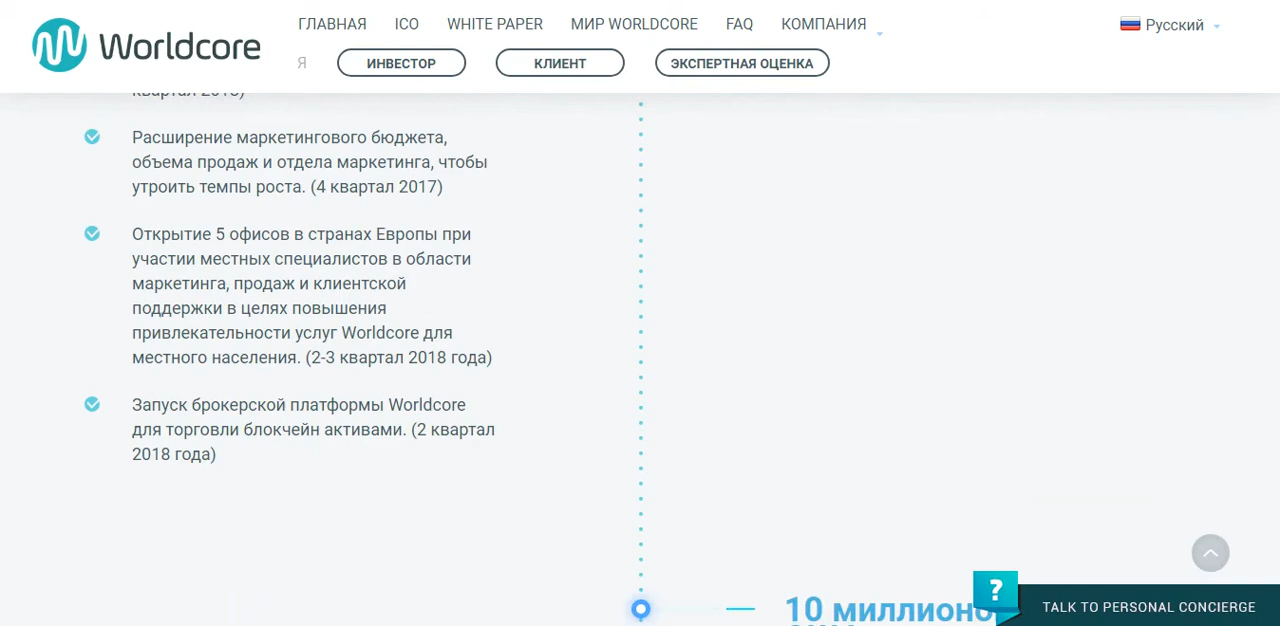 Worldcore
ГЛАВНАЯ ICO WHITE PAPER МИР WORLDCORE FAQ КОМПАНИЯ
Русский
Я ИНВЕСТОР КЛИЕНТ ЭКСПЕРТНАЯ ОЦЕНКА
Расширение маркетингового бюджета,
объема продаж и отдела маркетинга, чтобы
утроить темпы роста. (4 квартал 2017)
Открытие 5 офисов в странах Европы при
участии местных специалистов в области
маркетинга, продаж и клиентской
поддержки в целях повышения
привлекательности услуг Worldcore для
местного населения. (2-3 квартал 2018 года)
Запуск брокерской платформы Worldcore
для торговли блокчейн активами. (2 квартал
2018 года)
10 миллионо
?
TALK TO PERSONAL CONCIERGE